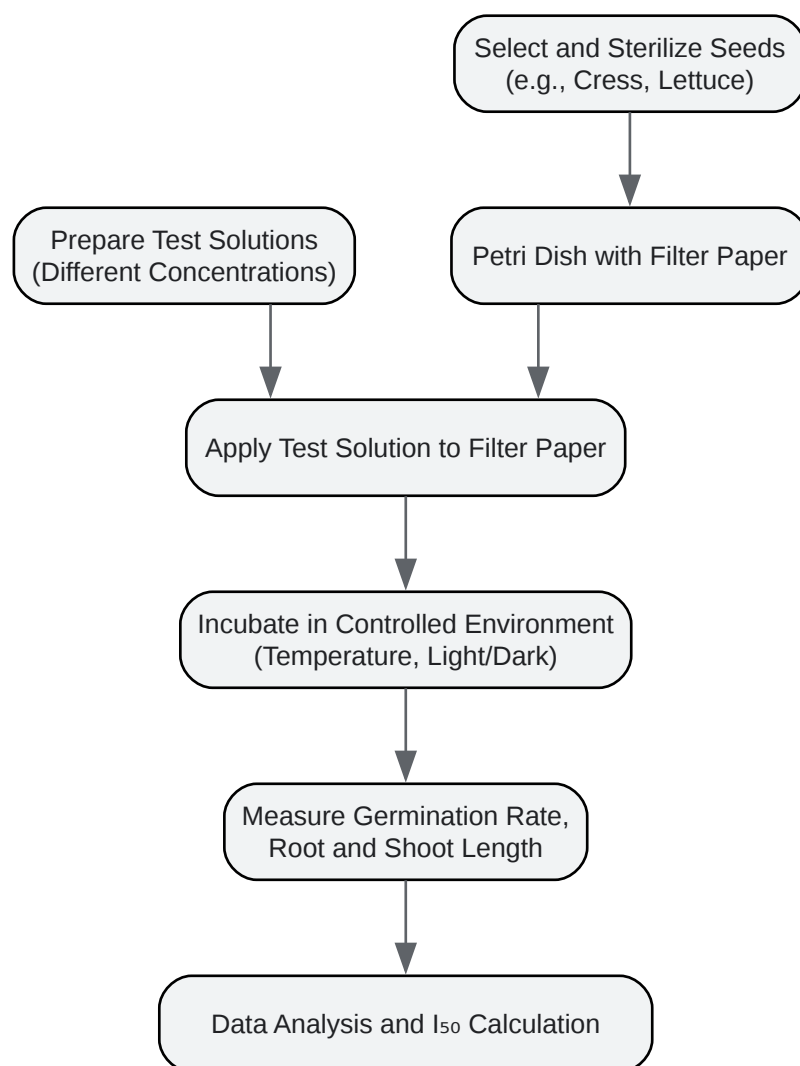 Select and Sterilize Seeds
(e.g., Cress, Lettuce)
Prepare Test Solutions
(Different Concentrations)
Petri Dish with Filter Paper
Apply Test Solution to Filter Paper
Incubate in Controlled Environment
(Temperature, Light/Dark)
Measure Germination Rate,
Root and Shoot Length
Data Analysis and I₅₀ Calculation